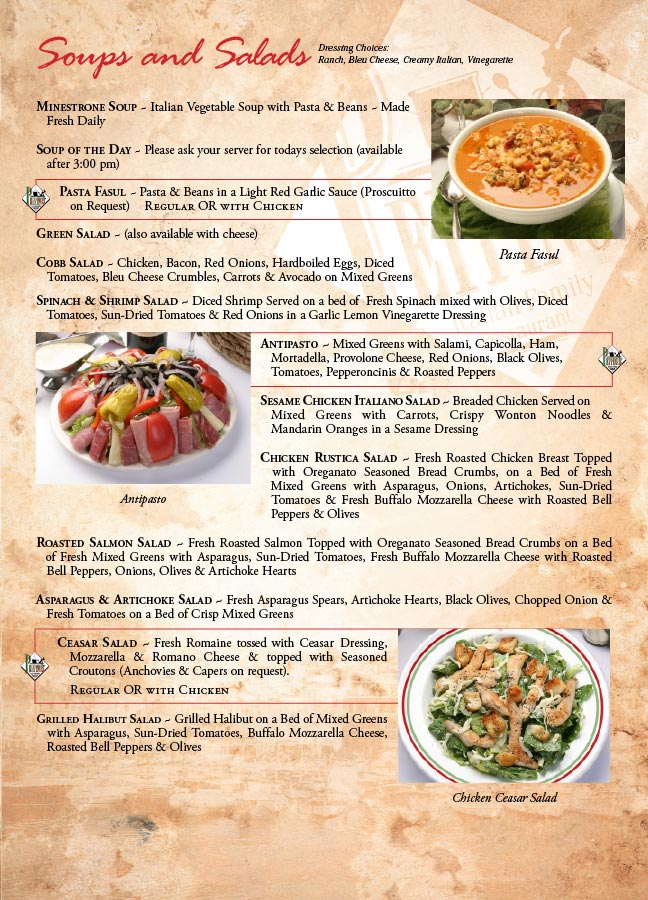 Soups and Salads
Dressing Choices:
Ranch, Bleu Cheese, Creamy Italian, Vinegarette
Minestrone Soup ~ Italian Vegetable Soup with Pasta & Beans ~ Made
Fresh Daily
Soup of the Day ~ Please ask your server for todays selection (available
after 3:00 pm)
Pasta Fasul ~ Pasta & Beans in a Light Red Garlic Sauce (Proscuitto
on Request) Regular OR with Chicken
Green Salad ~ (also available with cheese)
Pasta Fasul
Cobb Salad ~ Chicken, Bacon, Red Onions, Hardboiled Eggs, Diced
Tomatoes, Bleu Cheese Crumbles, Carrots & Avocado on Mixed Greens
Spinach & Shrimp Salad ~ Diced Shrimp Served on a bed of Fresh Spinach mixed with Olives, Diced
Tomatoes, Sun-Dried Tomatoes & Red Onions in a Garlic Lemon Vinegarette Dressing
Antipasto ~ Mixed Greens with Salami, Capicolla, Ham,
Mortadella, Provolone Cheese, Red Onions, Black Olives,
Tomatoes, Pepperoncinis & Roasted Peppers
Sesame Chicken Italiano Salad ~ Breaded Chicken Served on
Mixed Greens with Carrots, Crispy Wonton Noodles &
Mandarin Oranges in a Sesame Dressing
Chicken Rustica Salad ~ Fresh Roasted Chicken Breast Topped
with Oreganato Seasoned Bread Crumbs, on a Bed of Fresh
Mixed Greens with Asparagus, Onions, Artichokes, Sun-Dried
Tomatoes & Fresh Buffalo Mozzarella Cheese with Roasted Bell
Peppers & Olives
Antipasto
Roasted Salmon Salad ~ Fresh Roasted Salmon Topped with Oreganato Seasoned Bread Crumbs on a Bed
of Fresh Mixed Greens with Asparagus, Sun-Dried Tomatoes, Fresh Buffalo Mozzarella Cheese with Roasted
Bell Peppers, Onions, Olives & Artichoke Hearts
Asparagus & Artichoke Salad ~ Fresh Asparagus Spears, Artichoke Hearts, Black Olives, Chopped Onion &
Fresh Tomatoes on a Bed of Crisp Mixed Greens
Ceasar Salad ~ Fresh Romaine tossed with Ceasar Dressing,
Mozzarella & Romano Cheese & topped with Seasoned
Croutons (Anchovies & Capers on request).
Regular OR with Chicken
Grilled Halibut Salad ~ Grilled Halibut on a Bed of Mixed Greens
with Asparagus, Sun-Dried Tomatoes, Buffalo Mozzarella Cheese,
Roasted Bell Peppers & Olives
Chicken Ceasar Salad